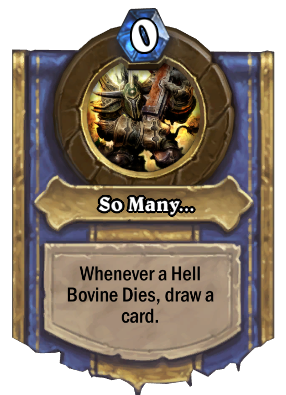 0
So Many...
Whenever a Hell
Bovine Dies, draw a
card.